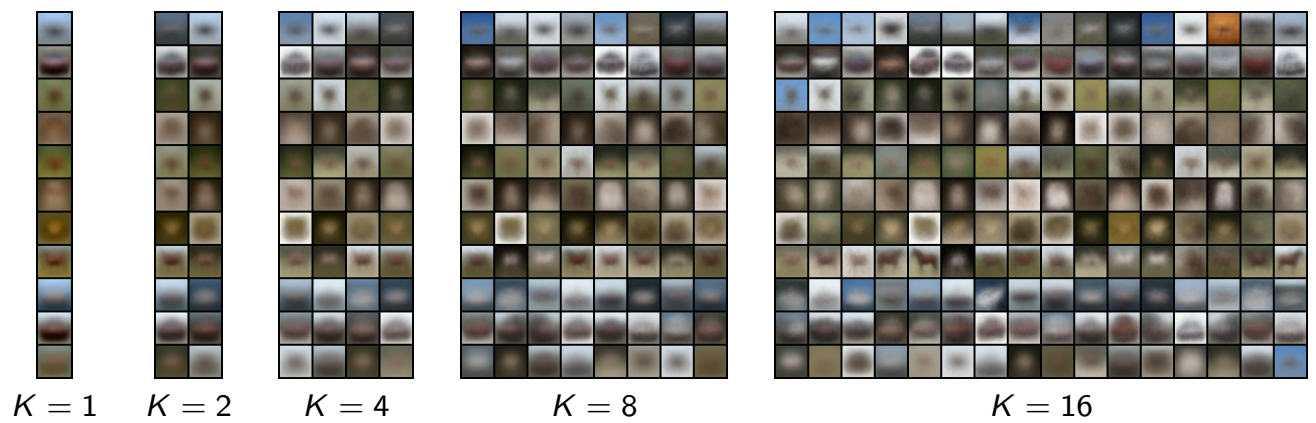 K = 1 K = 2 K = 4 K = 8 K = 16